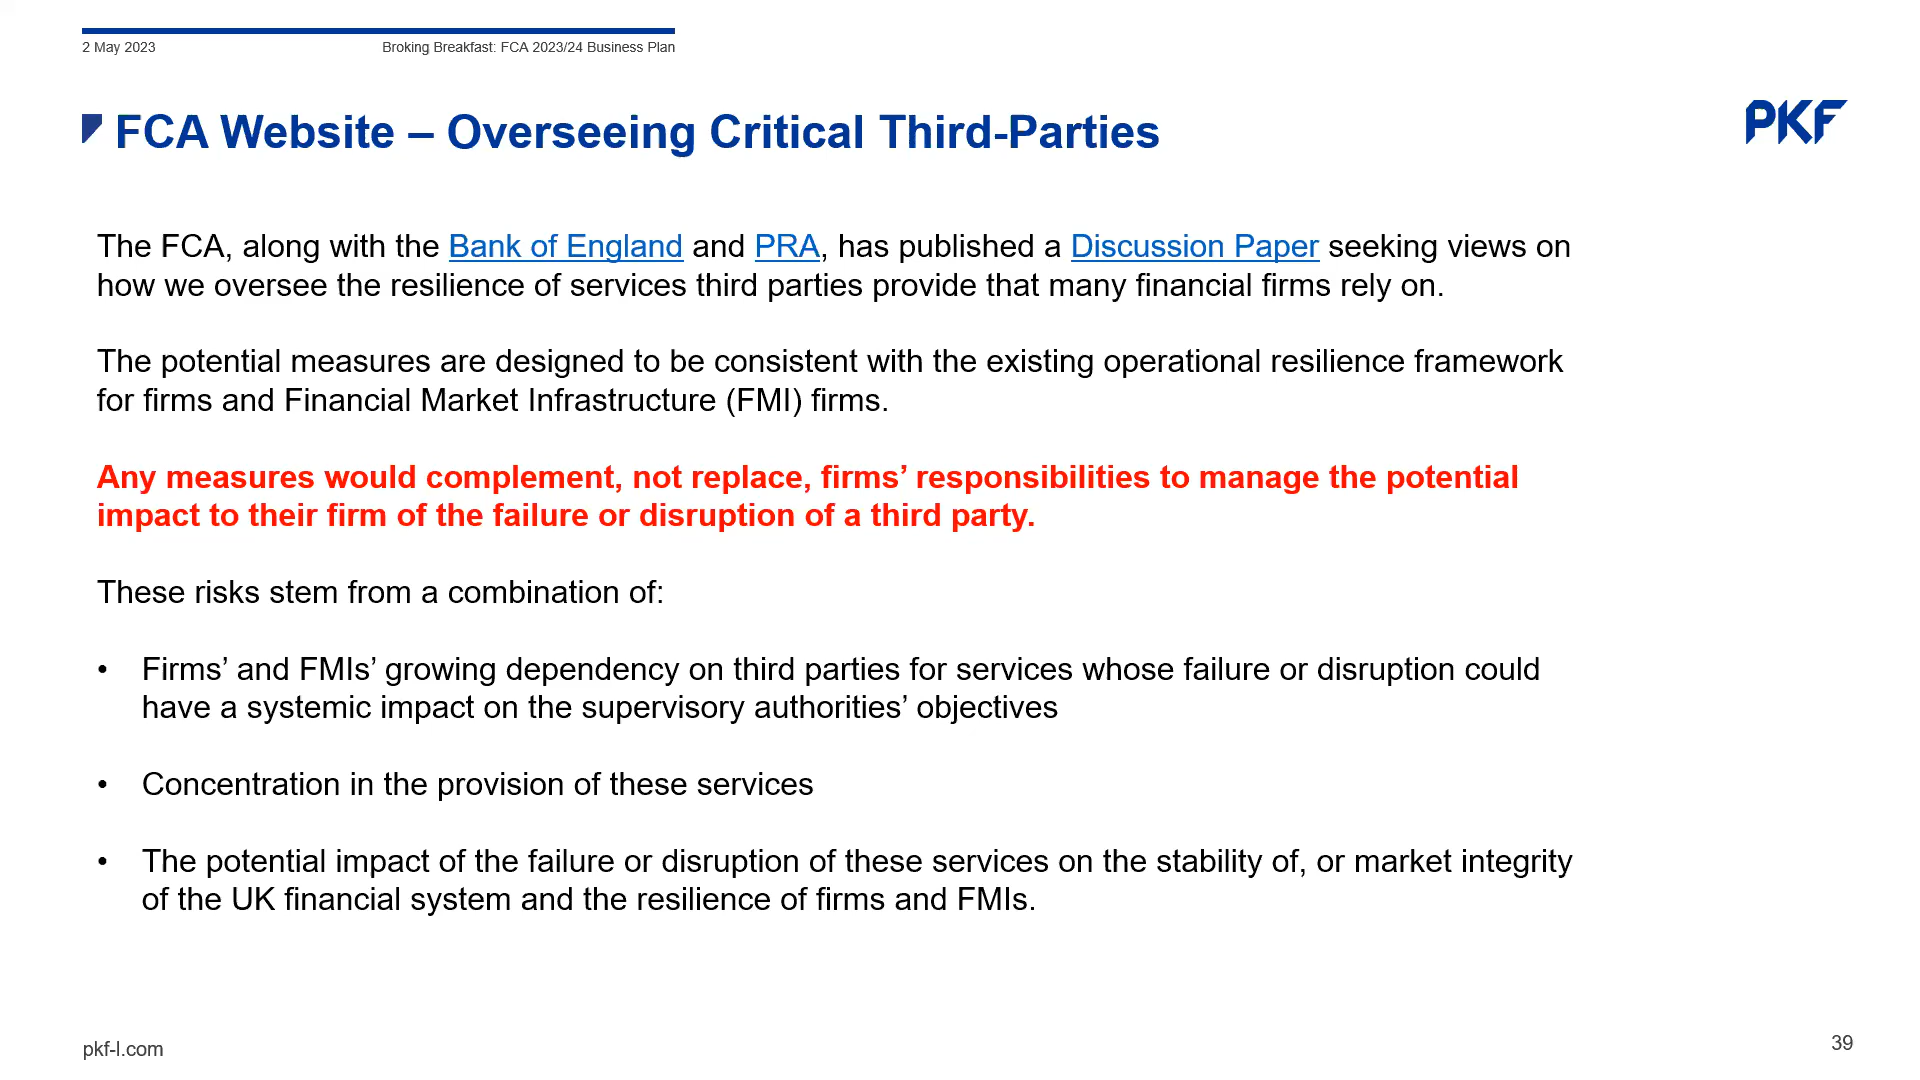 2 May 2023
Broking Breakfast: FCA 2023/24 Business Plan
FCA Website – Overseeing Critical Third-Parties
PKF
The FCA, along with the Bank of England and PRA, has published a Discussion Paper seeking views on
how we oversee the resilience of services third parties provide that many financial firms rely on.
The potential measures are designed to be consistent with the existing operational resilience framework
for firms and Financial Market Infrastructure (FMI) firms.
Any measures would complement, not replace, firms’ responsibilities to manage the potential
impact to their firm of the failure or disruption of a third party.
These risks stem from a combination of:
• Firms’ and FMIs’ growing dependency on third parties for services whose failure or disruption could
have a systemic impact on the supervisory authorities’ objectives
• Concentration in the provision of these services
• The potential impact of the failure or disruption of these services on the stability of, or market integrity
of the UK financial system and the resilience of firms and FMIs.
pkf-l.com
39